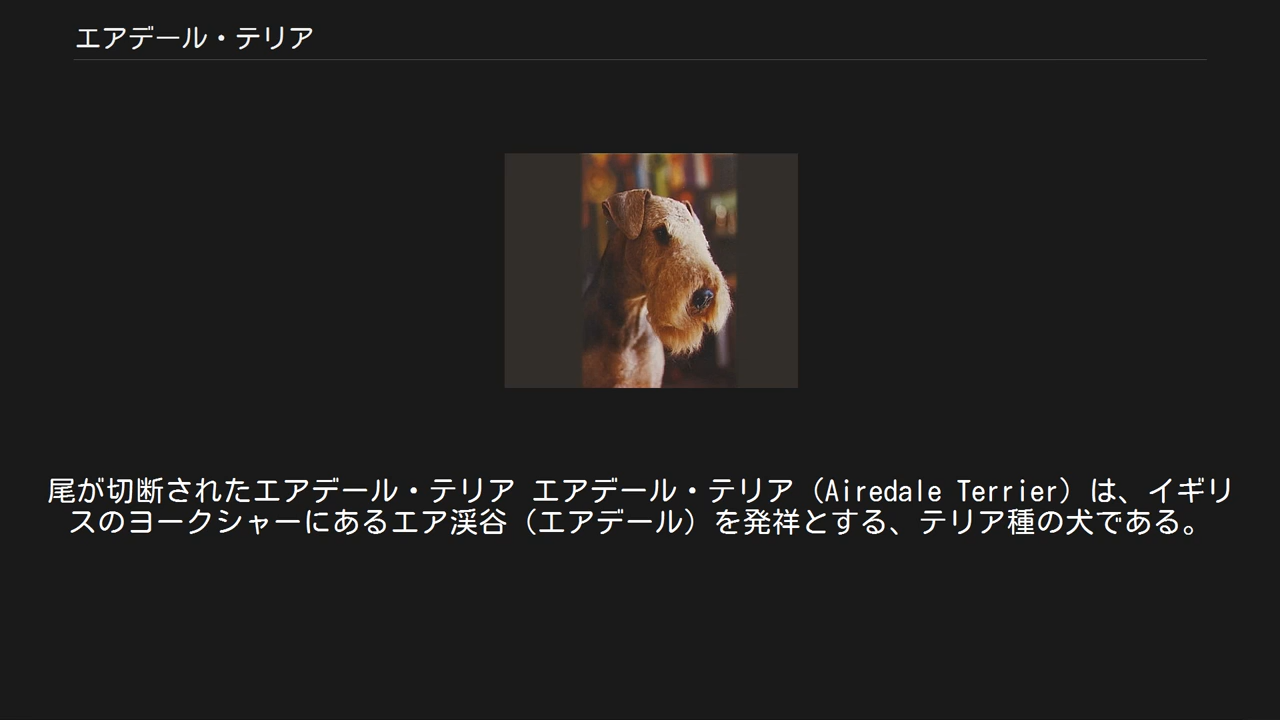 エアデール・テリア
尾が切断されたエアデール・テリア エアデール・テリア（Airedale Terrier）は、イギリ
スのヨークシャーにあるエア渓谷（エアデール）を発祥とする、テリア種の犬である。